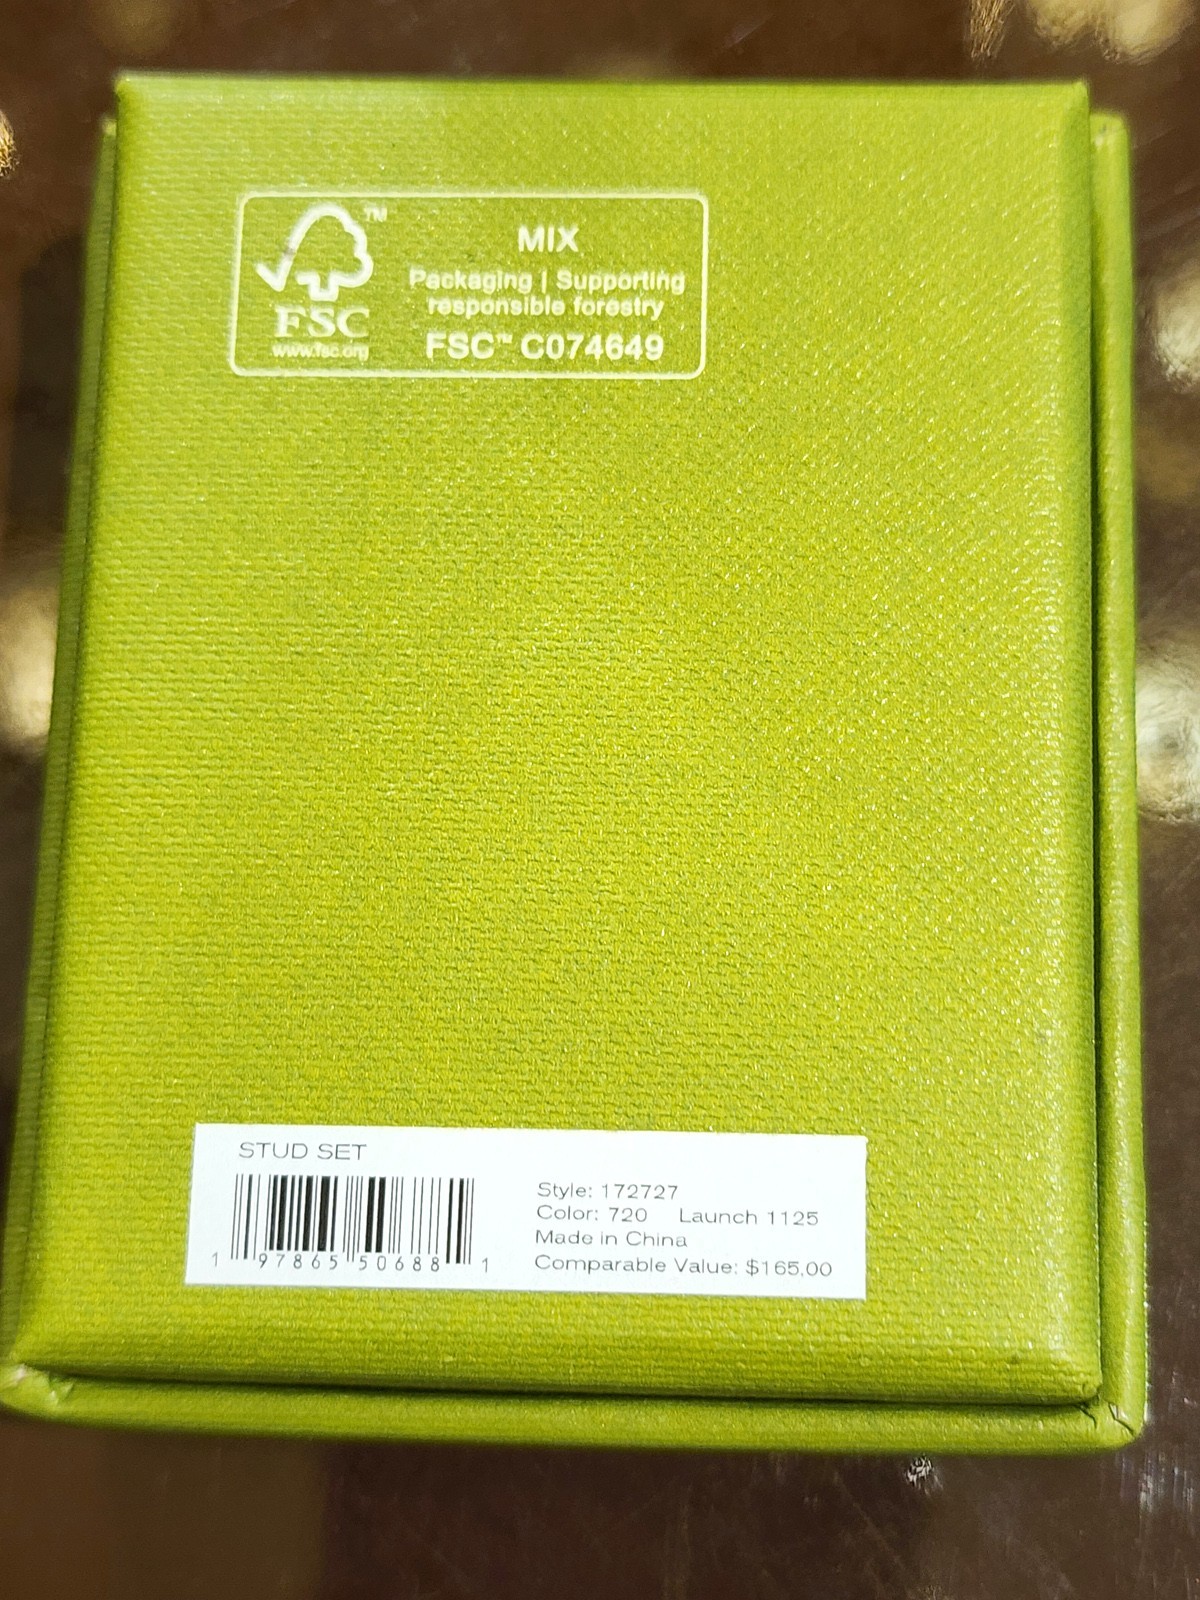 TM
FSC
www.fsc.org
MIX
Packaging | Supporting
responsible forestry
FSC™ C074649
STUD SET
1 97865 50688 1
Style: 172727
Color: 720 Launch 1125
Made in China
Comparable Value: $165.00